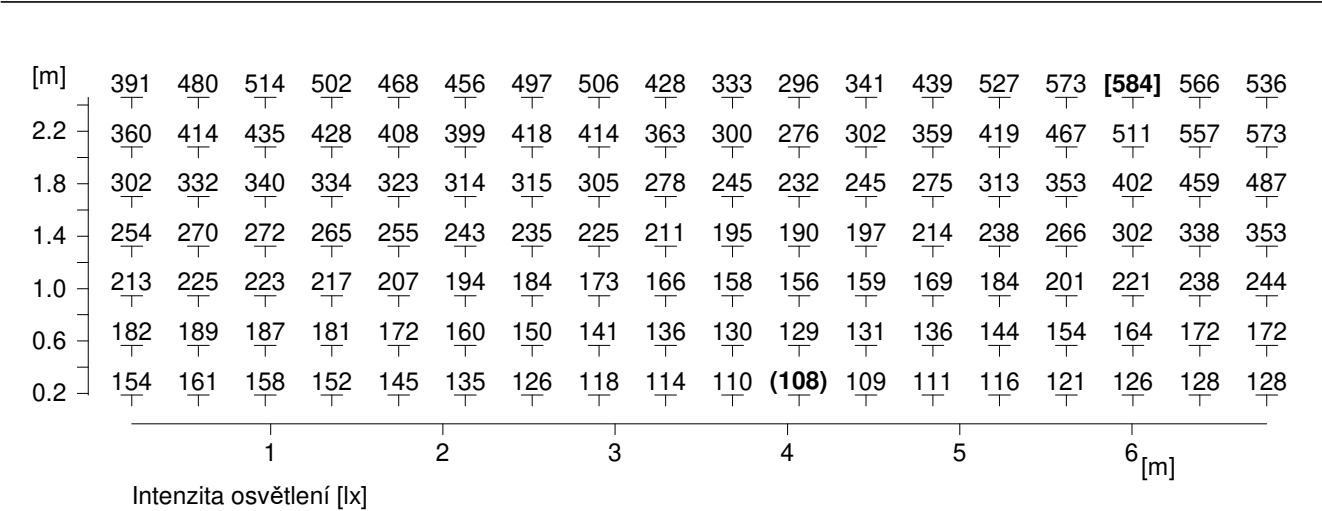 [m] 391 480 514 502 468 456 497 506 428 333 296 341 439 527 573 [584] 566 536
2.2 360 414 435 428 408 399 418 414 363 300 276 302 359 419 467 511 557 573
1.8 302 332 340 334 323 314 315 305 278 245 232 245 275 313 353 402 459 487
1.4 254 270 272 265 255 243 235 225 211 195 190 197 214 238 266 302 338 353
1.0 213 225 223 217 207 194 184 173 166 158 156 159 169 184 201 221 238 244
0.6 182 189 187 181 172 160 150 141 136 130 129 131 136 144 154 164 172 172
0.2 154 161 158 152 145 135 126 118 114 110 (108) 109 111 116 121 126 128 128
1 2 3 4 5 6 [m]
Intenzita osvětlení [lx]